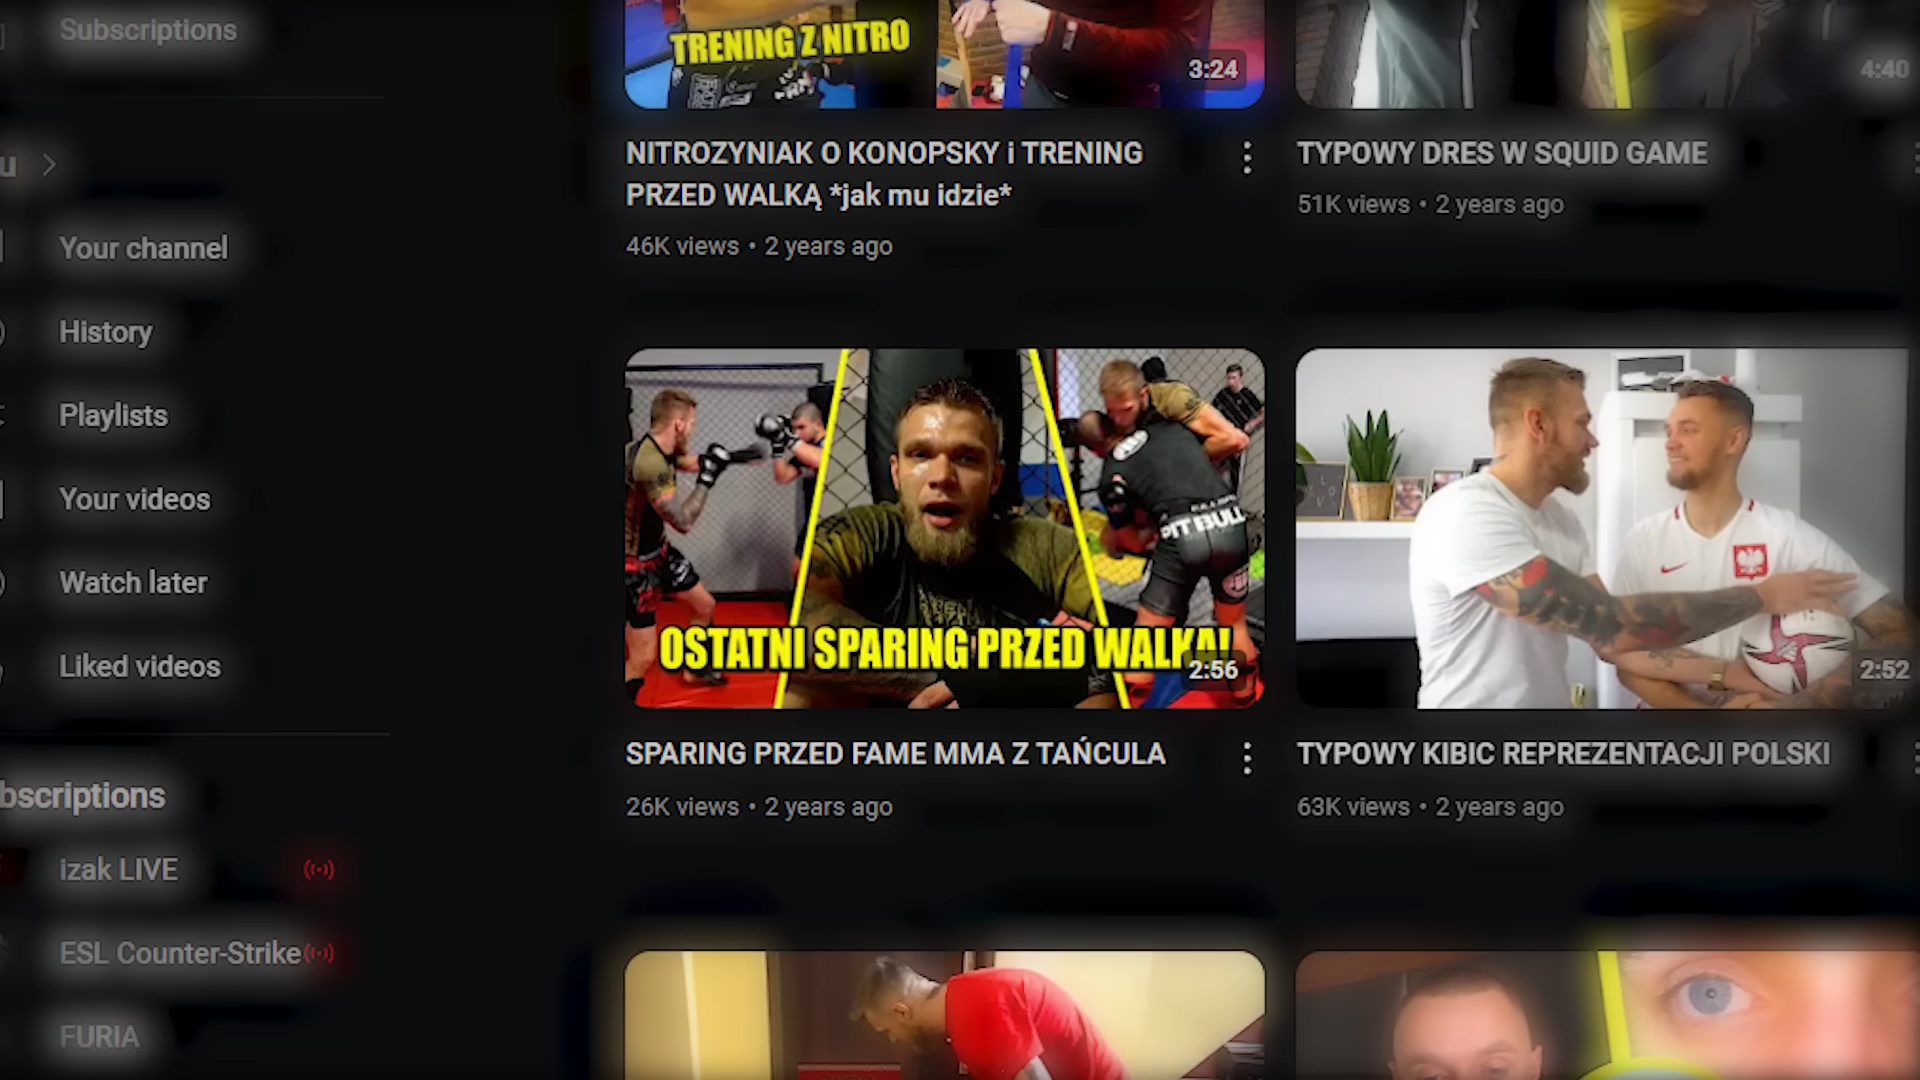 Subscriptions
Your channel
History
Playlists
Your videos
Watch later
Liked videos
bscriptions
izak LIVE
ESL Counter-Strike
FURIA
TRENING Z NITRO
3:24
NITROZYNIAK O KONOPSKY i TRENING
PRZED WALKĄ *jak mu idzie*
46K views • 2 years ago
4:40
TYPOWY DRES W SQUID GAME
51K views • 2 years ago
PIT BULL
OSTATNI SPARING PRZED WALKĄ!
2:56
SPARING PRZED FAME MMA Z TAŃCULA
26K views • 2 years ago
2:52
TYPOWY KIBIC REPREZENTACJI POLSKI
63K views • 2 years ago